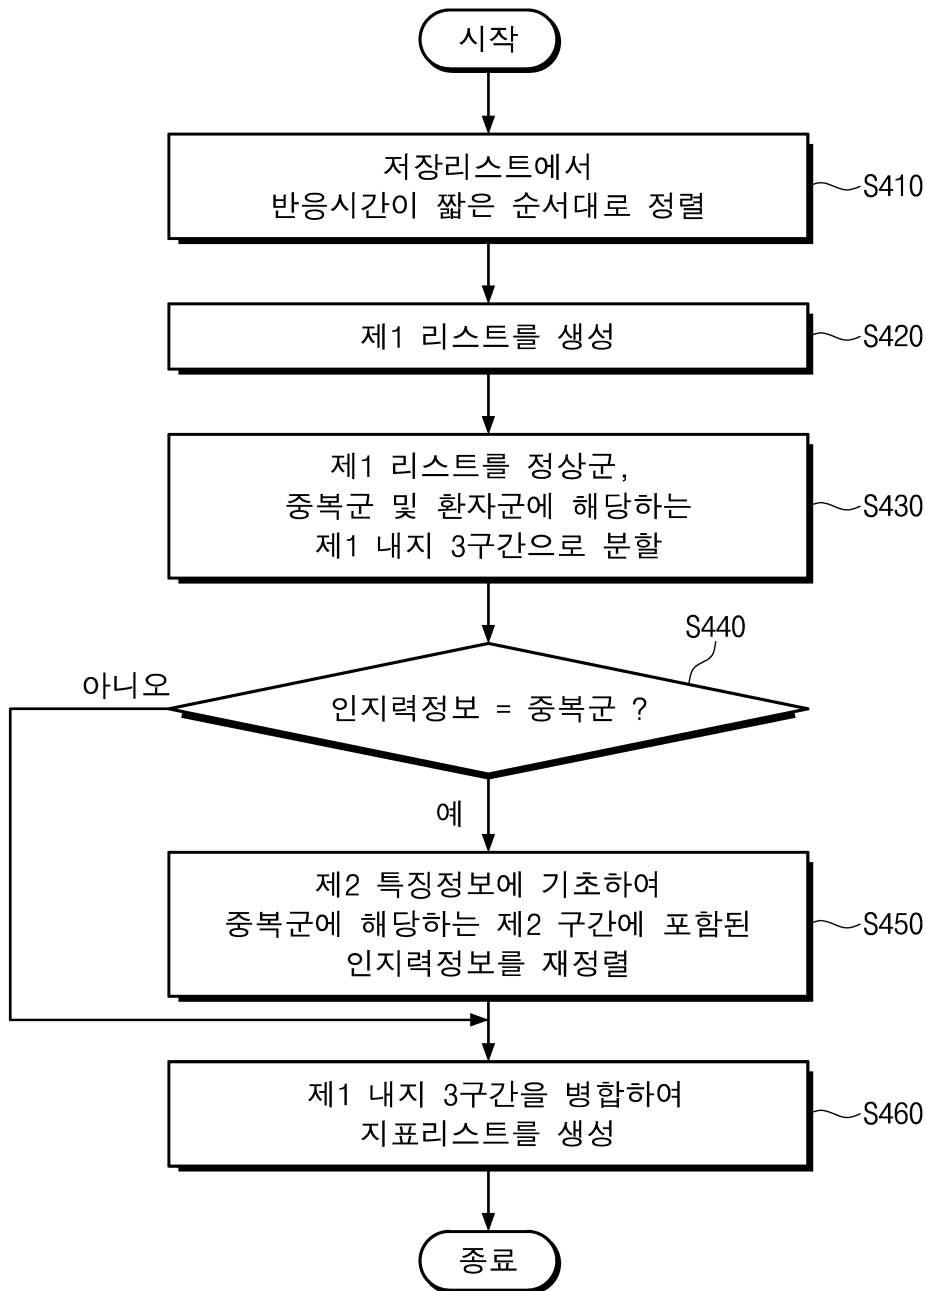 시작
저장리스트에서
반응시간이 짧은 순서대로 정렬
S410
제1 리스트를 생성
S420
제1 리스트를 정상군,
중복군 및 환자군에 해당하는
제1 내지 3구간으로 분할
S430
S440
아니오
인지력정보 = 중복군 ?
예
제2 특징정보에 기초하여
중복군에 해당하는 제2 구간에 포함된
인지력정보를 재정렬
S450
제1 내지 3구간을 병합하여
지표리스트를 생성
S460
종료